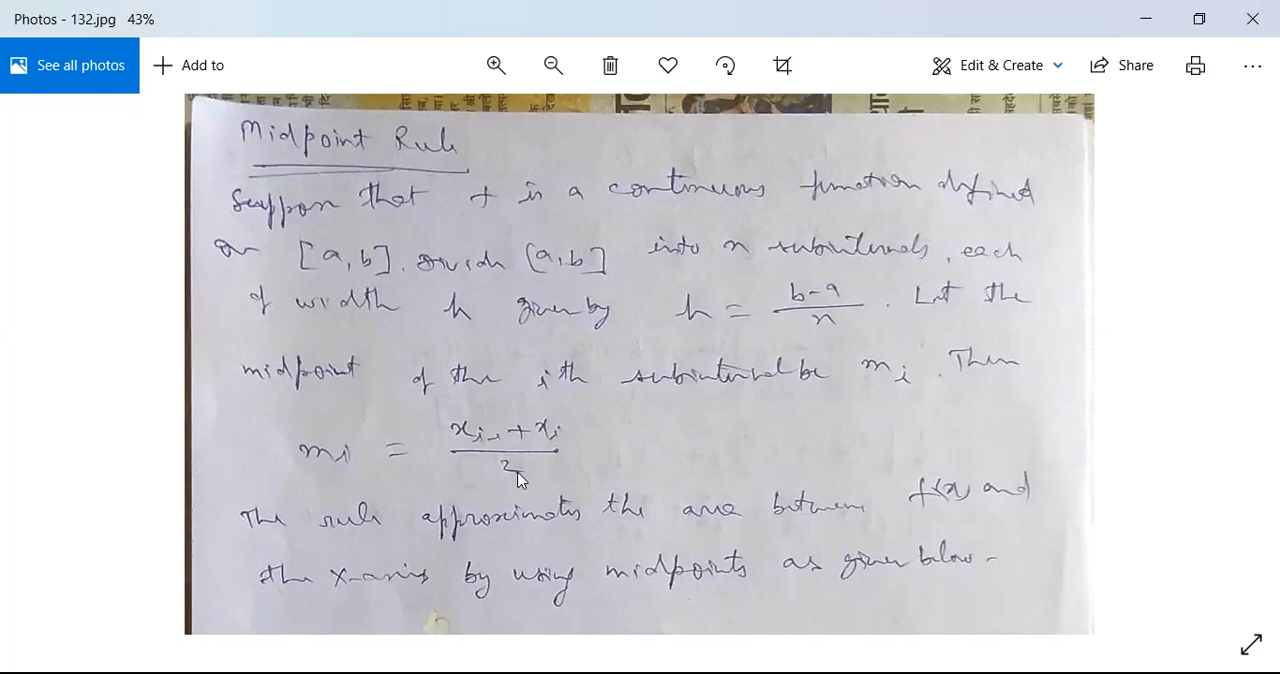 Photos - 132.jpg 43%
See all photos
Add to
Edit & Create
Share
Midpoint Rule
Suppose that f is a continuous function defined
on [a, b]. Divide [a, b] into n subintervals, each
of width h given by h = b-a / n . Let the
midpoint of the ith subinterval be mi . Then
mi = xi-1 + xi / 2
The rule approximates the area between f(x) and
the x-axis by using midpoints as given below -